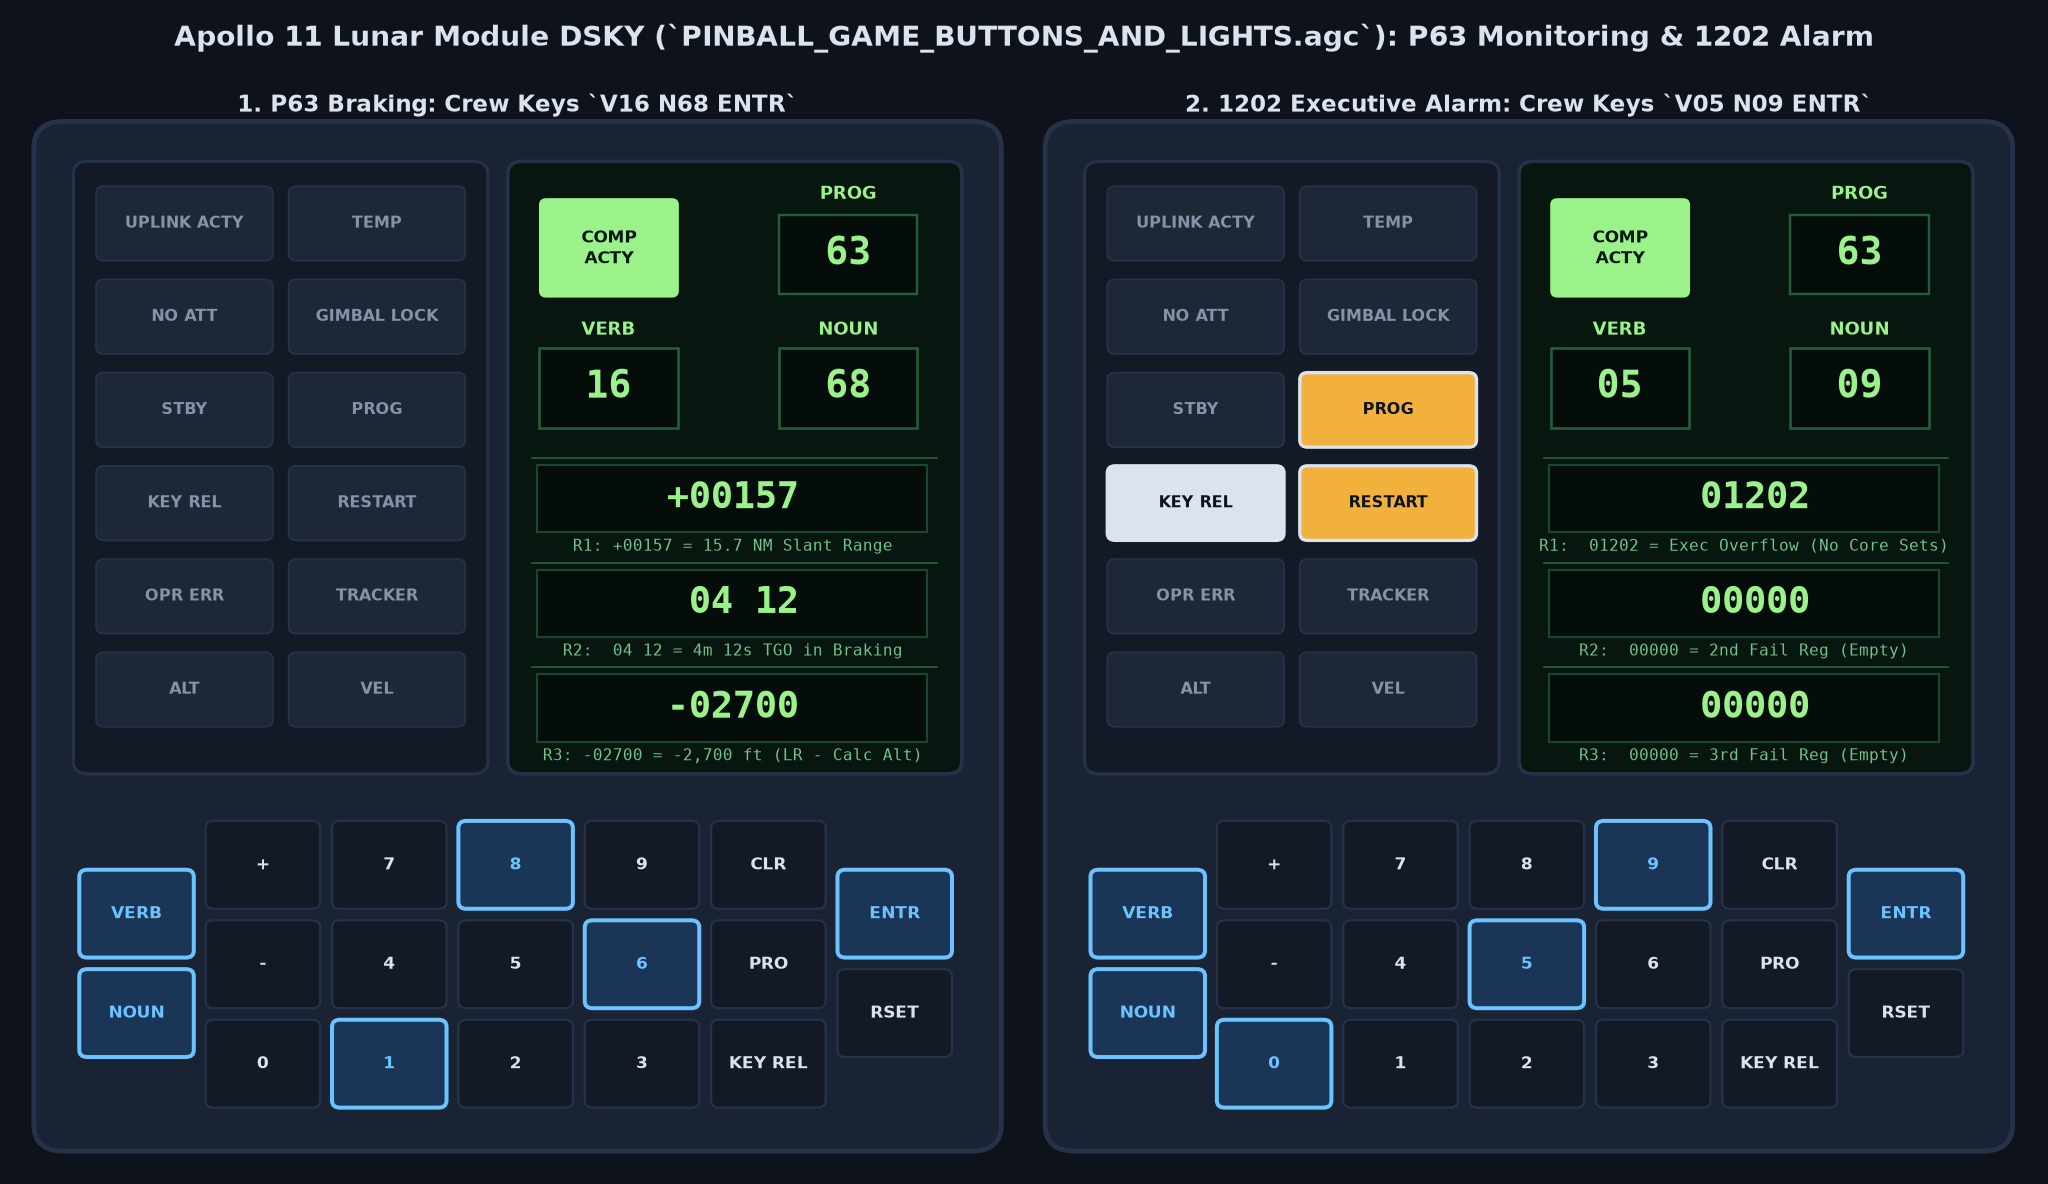 Apollo 11 Lunar Module DSKY (`PINBALL_GAME_BUTTONS_AND_LIGHTS.agc`): P63 Monitoring & 1202 Alarm
1. P63 Braking: Crew Keys `V16 N68 ENTR`
UPLINK ACTY
TEMP
NO ATT
GIMBAL LOCK
STBY
PROG
KEY REL
RESTART
OPR ERR
TRACKER
ALT
VEL
COMP
ACTY
PROG
63
VERB
NOUN
16
68
+00157
R1: +00157 = 15.7 NM Slant Range
04 12
R2:  04 12 = 4m 12s TGO in Braking
-02700
R3: -02700 = -2,700 ft (LR - Calc Alt)
VERB
NOUN
+
7
8
9
CLR
-
4
5
6
PRO
0
1
2
3
KEY REL
ENTR
RSET
2. 1202 Executive Alarm: Crew Keys `V05 N09 ENTR`
UPLINK ACTY
TEMP
NO ATT
GIMBAL LOCK
STBY
PROG
KEY REL
RESTART
OPR ERR
TRACKER
ALT
VEL
COMP
ACTY
PROG
63
VERB
NOUN
05
09
01202
R1:  01202 = Exec Overflow (No Core Sets)
00000
R2:  00000 = 2nd Fail Reg (Empty)
00000
R3:  00000 = 3rd Fail Reg (Empty)
VERB
NOUN
+
7
8
9
CLR
-
4
5
6
PRO
0
1
2
3
KEY REL
ENTR
RSET